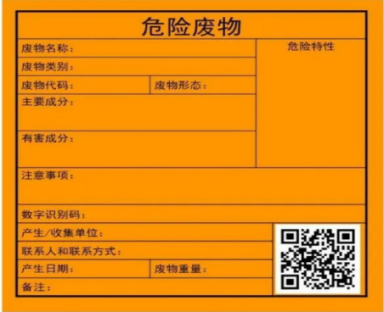 危险废物
废物名称：
危险特性
废物类别：
废物代码：
废物形态：
主要成分：
有害成分：
注意事项：
数字识别码：
产生/收集单位：
联系人和联系方式：
产生日期：
废物重量：
备注：